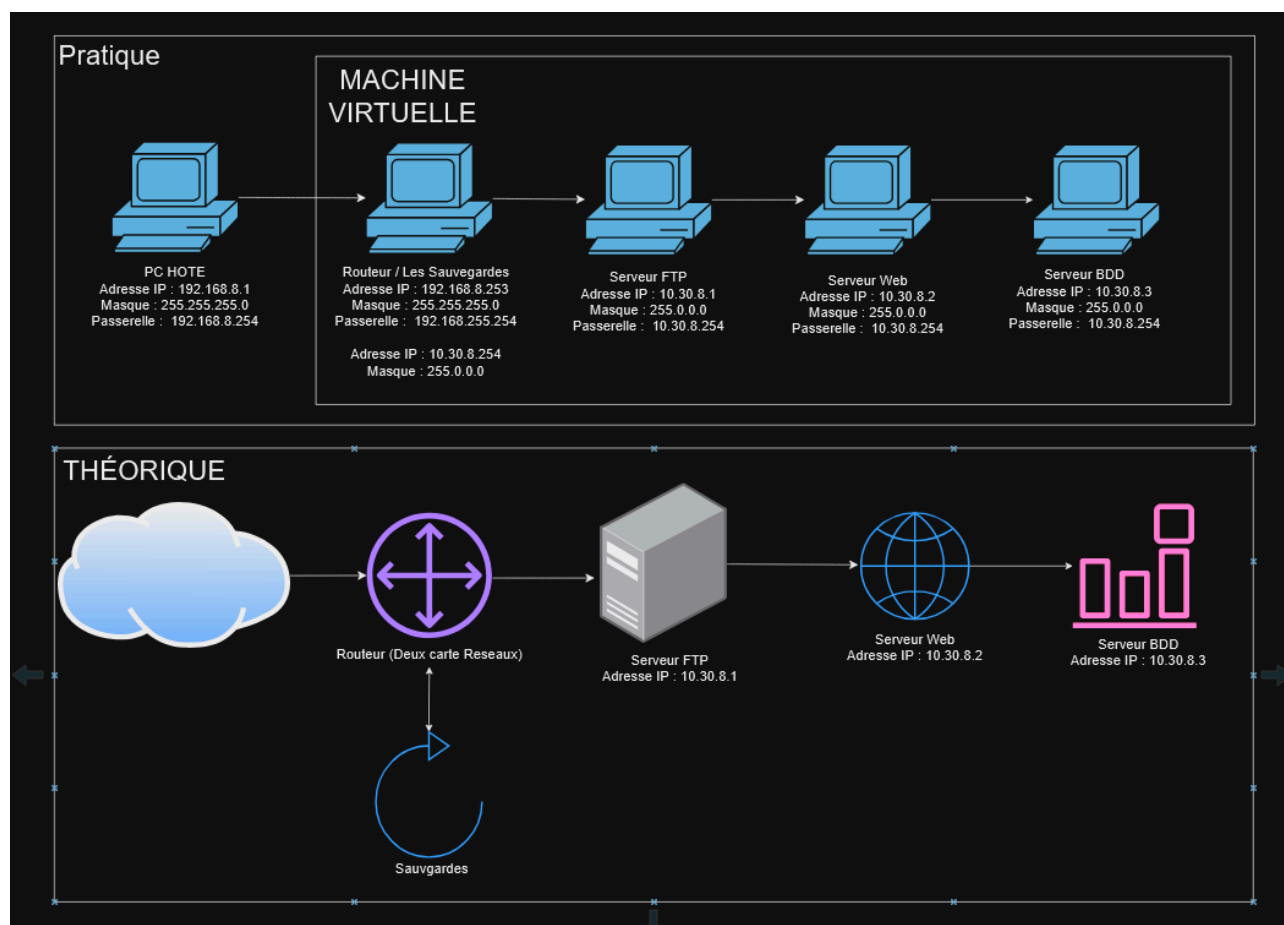 Pratique
MACHINE
VIRTUELLE
PC HOTE
Adresse IP : 192.168.8.1
Masque : 255.255.255.0
Passerelle : 192.168.8.254
Routeur / Les Sauvegardes
Adresse IP : 192.168.8.253
Masque : 255.255.255.0
Passerelle : 192.168.255.254
Adresse IP : 10.30.8.254
Masque : 255.0.0.0
Serveur FTP
Adresse IP : 10.30.8.1
Masque : 255.0.0.0
Passerelle : 10.30.8.254
Serveur Web
Adresse IP : 10.30.8.2
Masque : 255.0.0.0
Passerelle : 10.30.8.254
Serveur BDD
Adresse IP : 10.30.8.3
Masque : 255.0.0.0
Passerelle : 10.30.8.254
THÉORIQUE
Routeur (Deux carte Reseaux)
Serveur FTP
Adresse IP : 10.30.8.1
Serveur Web
Adresse IP : 10.30.8.2
Serveur BDD
Adresse IP : 10.30.8.3
Sauvgardes